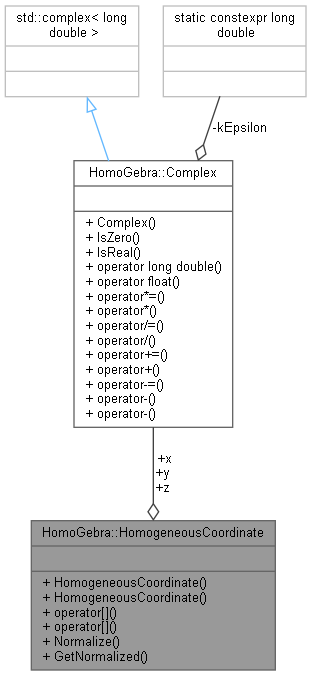 std::complex< long
double >
static constexpr long
double
-kEpsilon
HomoGebra::Complex
+ Complex()
+ IsZero()
+ IsReal()
+ operator long double()
+ operator float()
+ operator*=()
+ operator*()
+ operator/=()
+ operator/()
+ operator+=()
+ operator+()
+ operator-=()
+ operator-()
+ operator-()
+x
+y
+z
HomoGebra::HomogeneousCoordinate
+ HomogeneousCoordinate()
+ HomogeneousCoordinate()
+ operator[]()
+ operator[]()
+ Normalize()
+ GetNormalized()